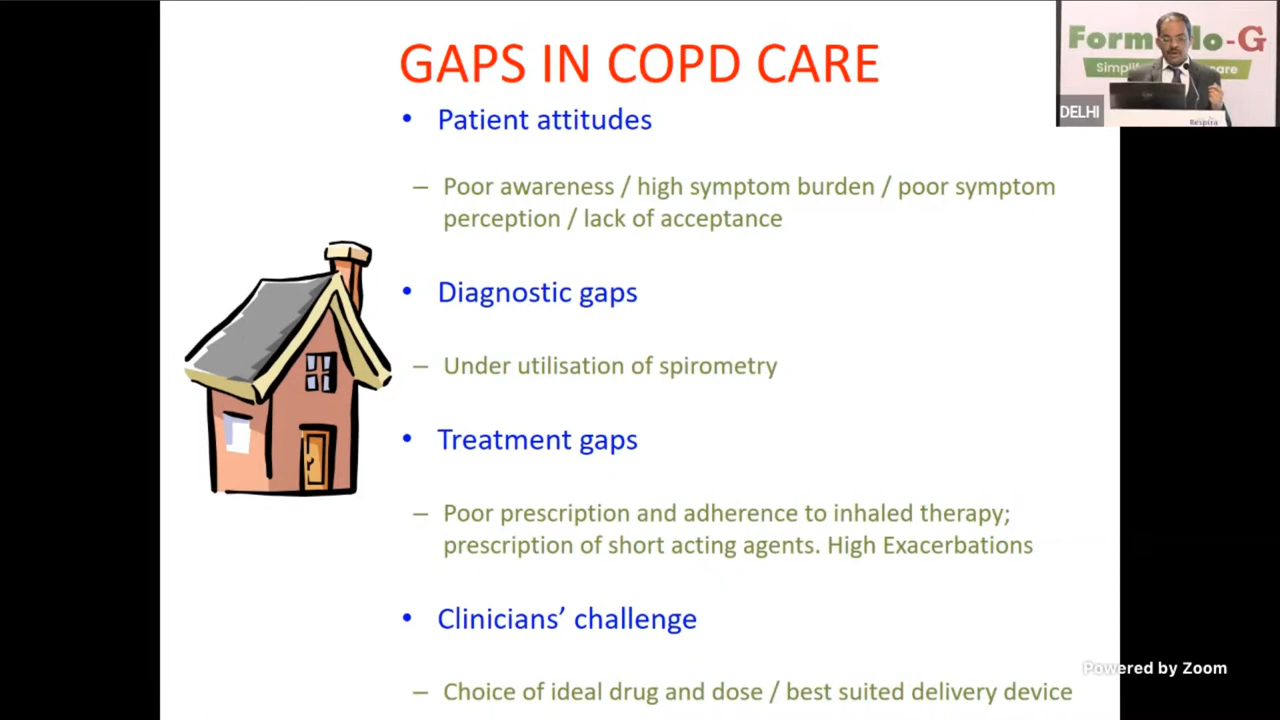 GAPS IN COPD CARE
• Patient attitudes
– Poor awareness / high symptom burden / poor symptom
perception / lack of acceptance
• Diagnostic gaps
– Under utilisation of spirometry
• Treatment gaps
– Poor prescription and adherence to inhaled therapy;
prescription of short acting agents. High Exacerbations
• Clinicians’ challenge
– Choice of ideal drug and dose / best suited delivery device
DELHI
Powered by Zoom